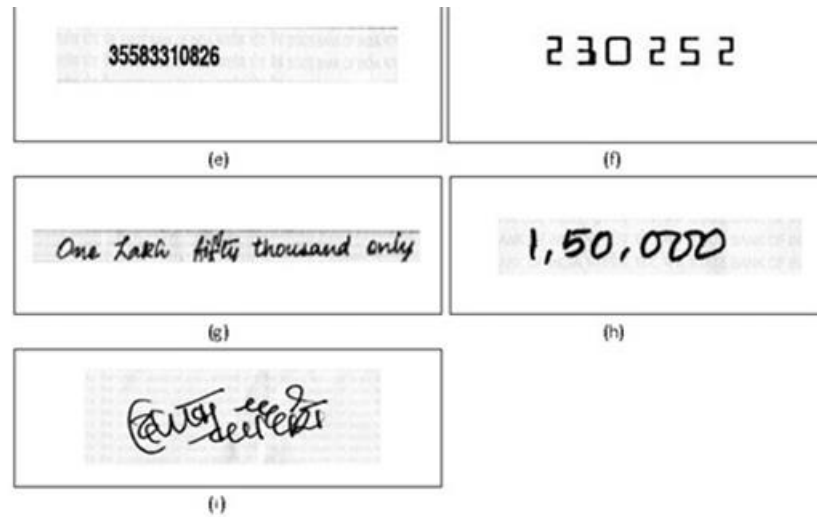 35583310826
230252
(e)
(f)
One Lakh fifty thousand only
1,50,000
(g)
(h)
(i)